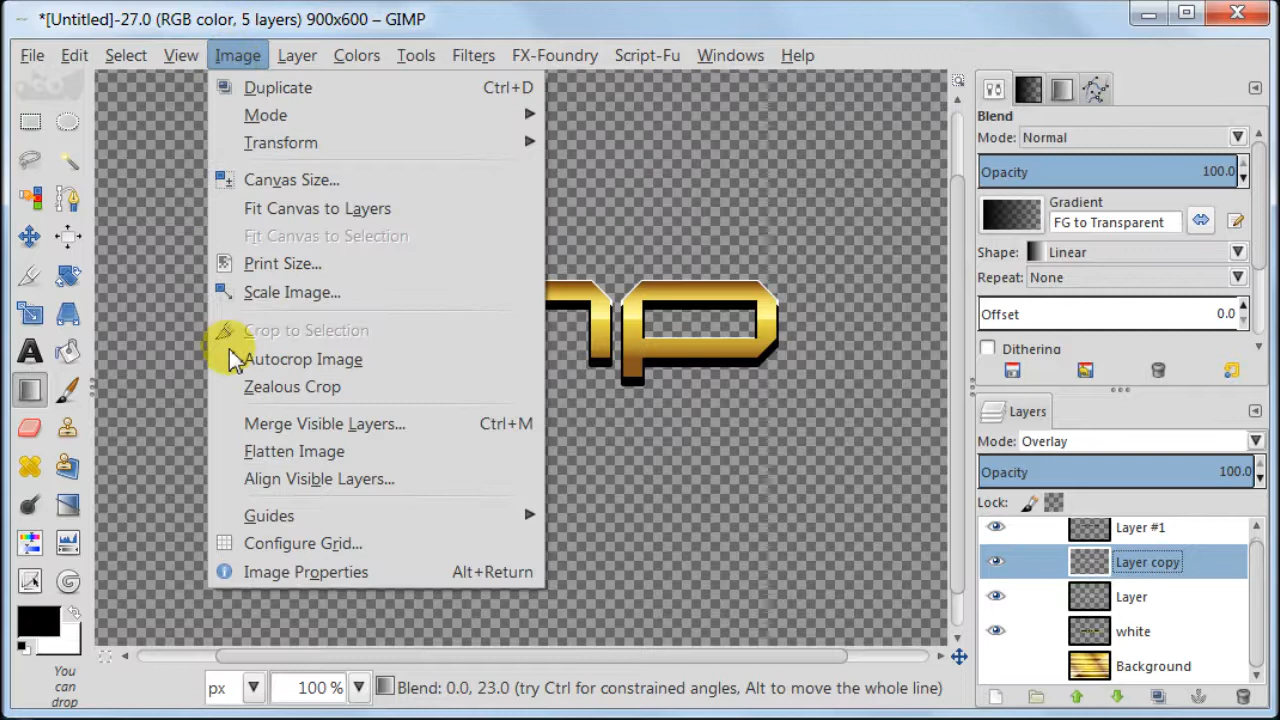 *[Untitled]-27.0 (RGB color, 5 layers) 900x600 – GIMP
File Edit Select View Image Layer Colors Tools Filters FX-Foundry Script-Fu Windows Help
Duplicate Ctrl+D
Mode
Transform
Canvas Size...
Fit Canvas to Layers
Fit Canvas to Selection
Print Size...
Scale Image...
Crop to Selection
Autocrop Image
Zealous Crop
Merge Visible Layers... Ctrl+M
Flatten Image
Align Visible Layers...
Guides
Configure Grid...
Image Properties Alt+Return
Blend
Mode: Normal
Opacity 100.0
Gradient
FG to Transparent
Shape: Linear
Repeat: None
Offset 0.0
Dithering
Layers
Mode: Overlay
Opacity 100.0
Lock:
Layer #1
Layer copy
Layer
white
Background
You
can
drop
px 100 % Blend: 0.0, 23.0 (try Ctrl for constrained angles, Alt to move the whole line)